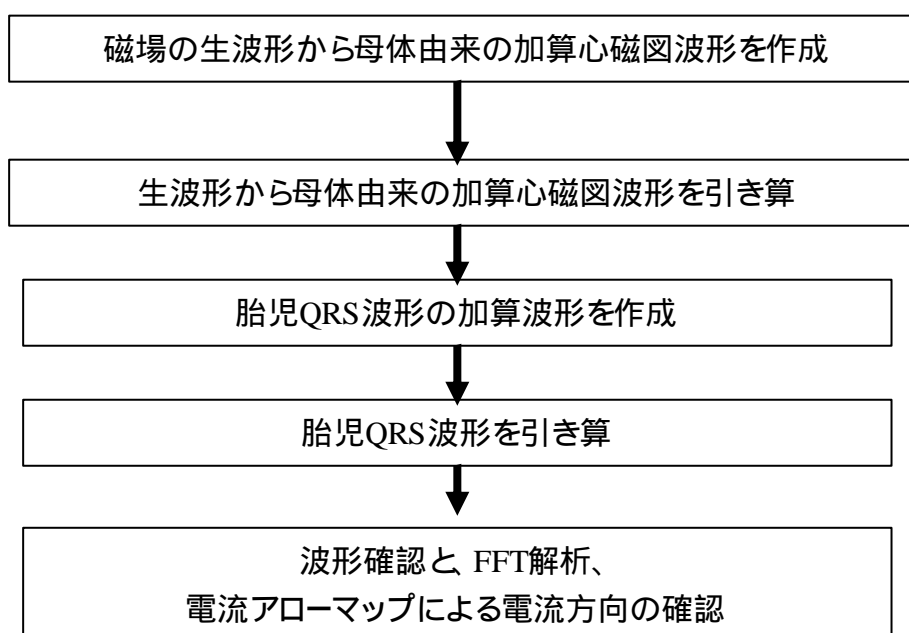 磁場の生波形から母体由来の加算心磁図波形を作成
生波形から母体由来の加算心磁図波形を引き算
胎児QRS波形の加算波形を作成
胎児QRS波形を引き算
波形確認と、FFT解析、
電流アローマップによる電流方向の確認